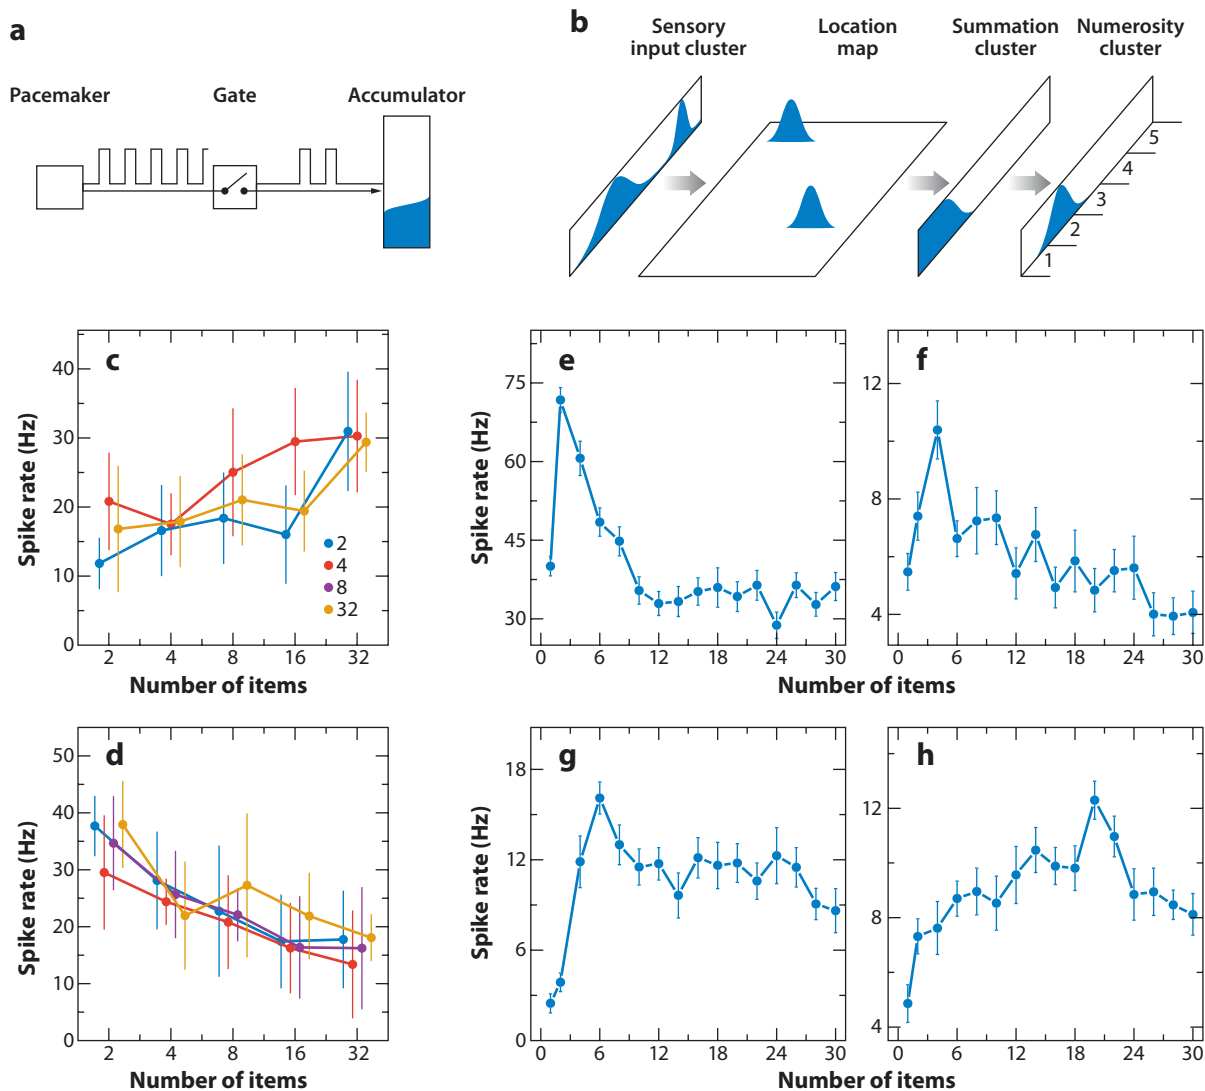 a
Pacemaker
Gate
Accumulator
b
Sensory
input cluster
Location
map
Summation
cluster
Numerosity
cluster
5
4
3
2
1
c
40
30
20
10
0
Spike rate (Hz)
2
4
8
32
2 4 8 16 32
Number of items
e
75
60
45
30
Spike rate (Hz)
0 6 12 18 24 30
f
12
8
4
0 6 12 18 24 30
Number of items
d
50
40
30
20
10
0
Spike rate (Hz)
2 4 8 16 32
Number of items
g
18
12
6
0
Spike rate (Hz)
0 6 12 18 24 30
Number of items
h
12
8
4
0 6 12 18 24 30
Number of items